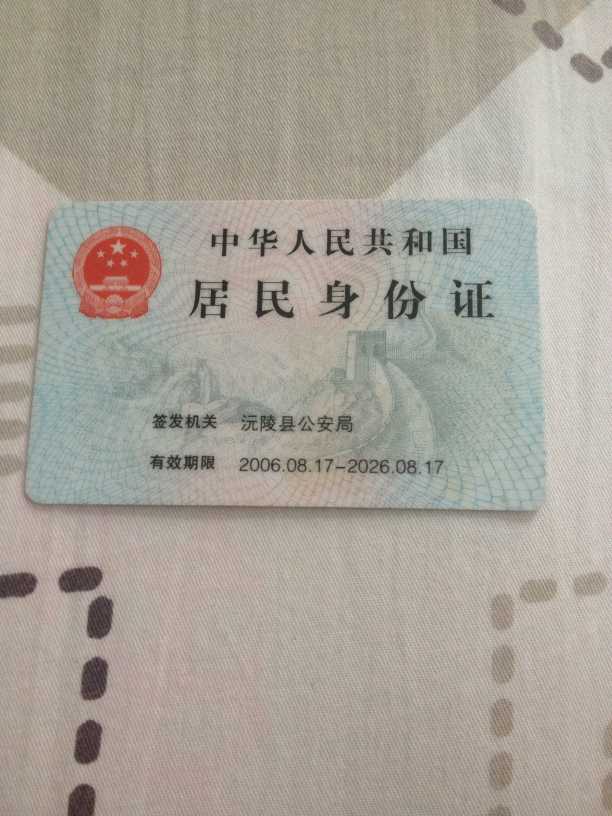 中华人民共和国
居民身份证
签发机关 沅陵县公安局
有效期限 2006.08.17-2026.08.17